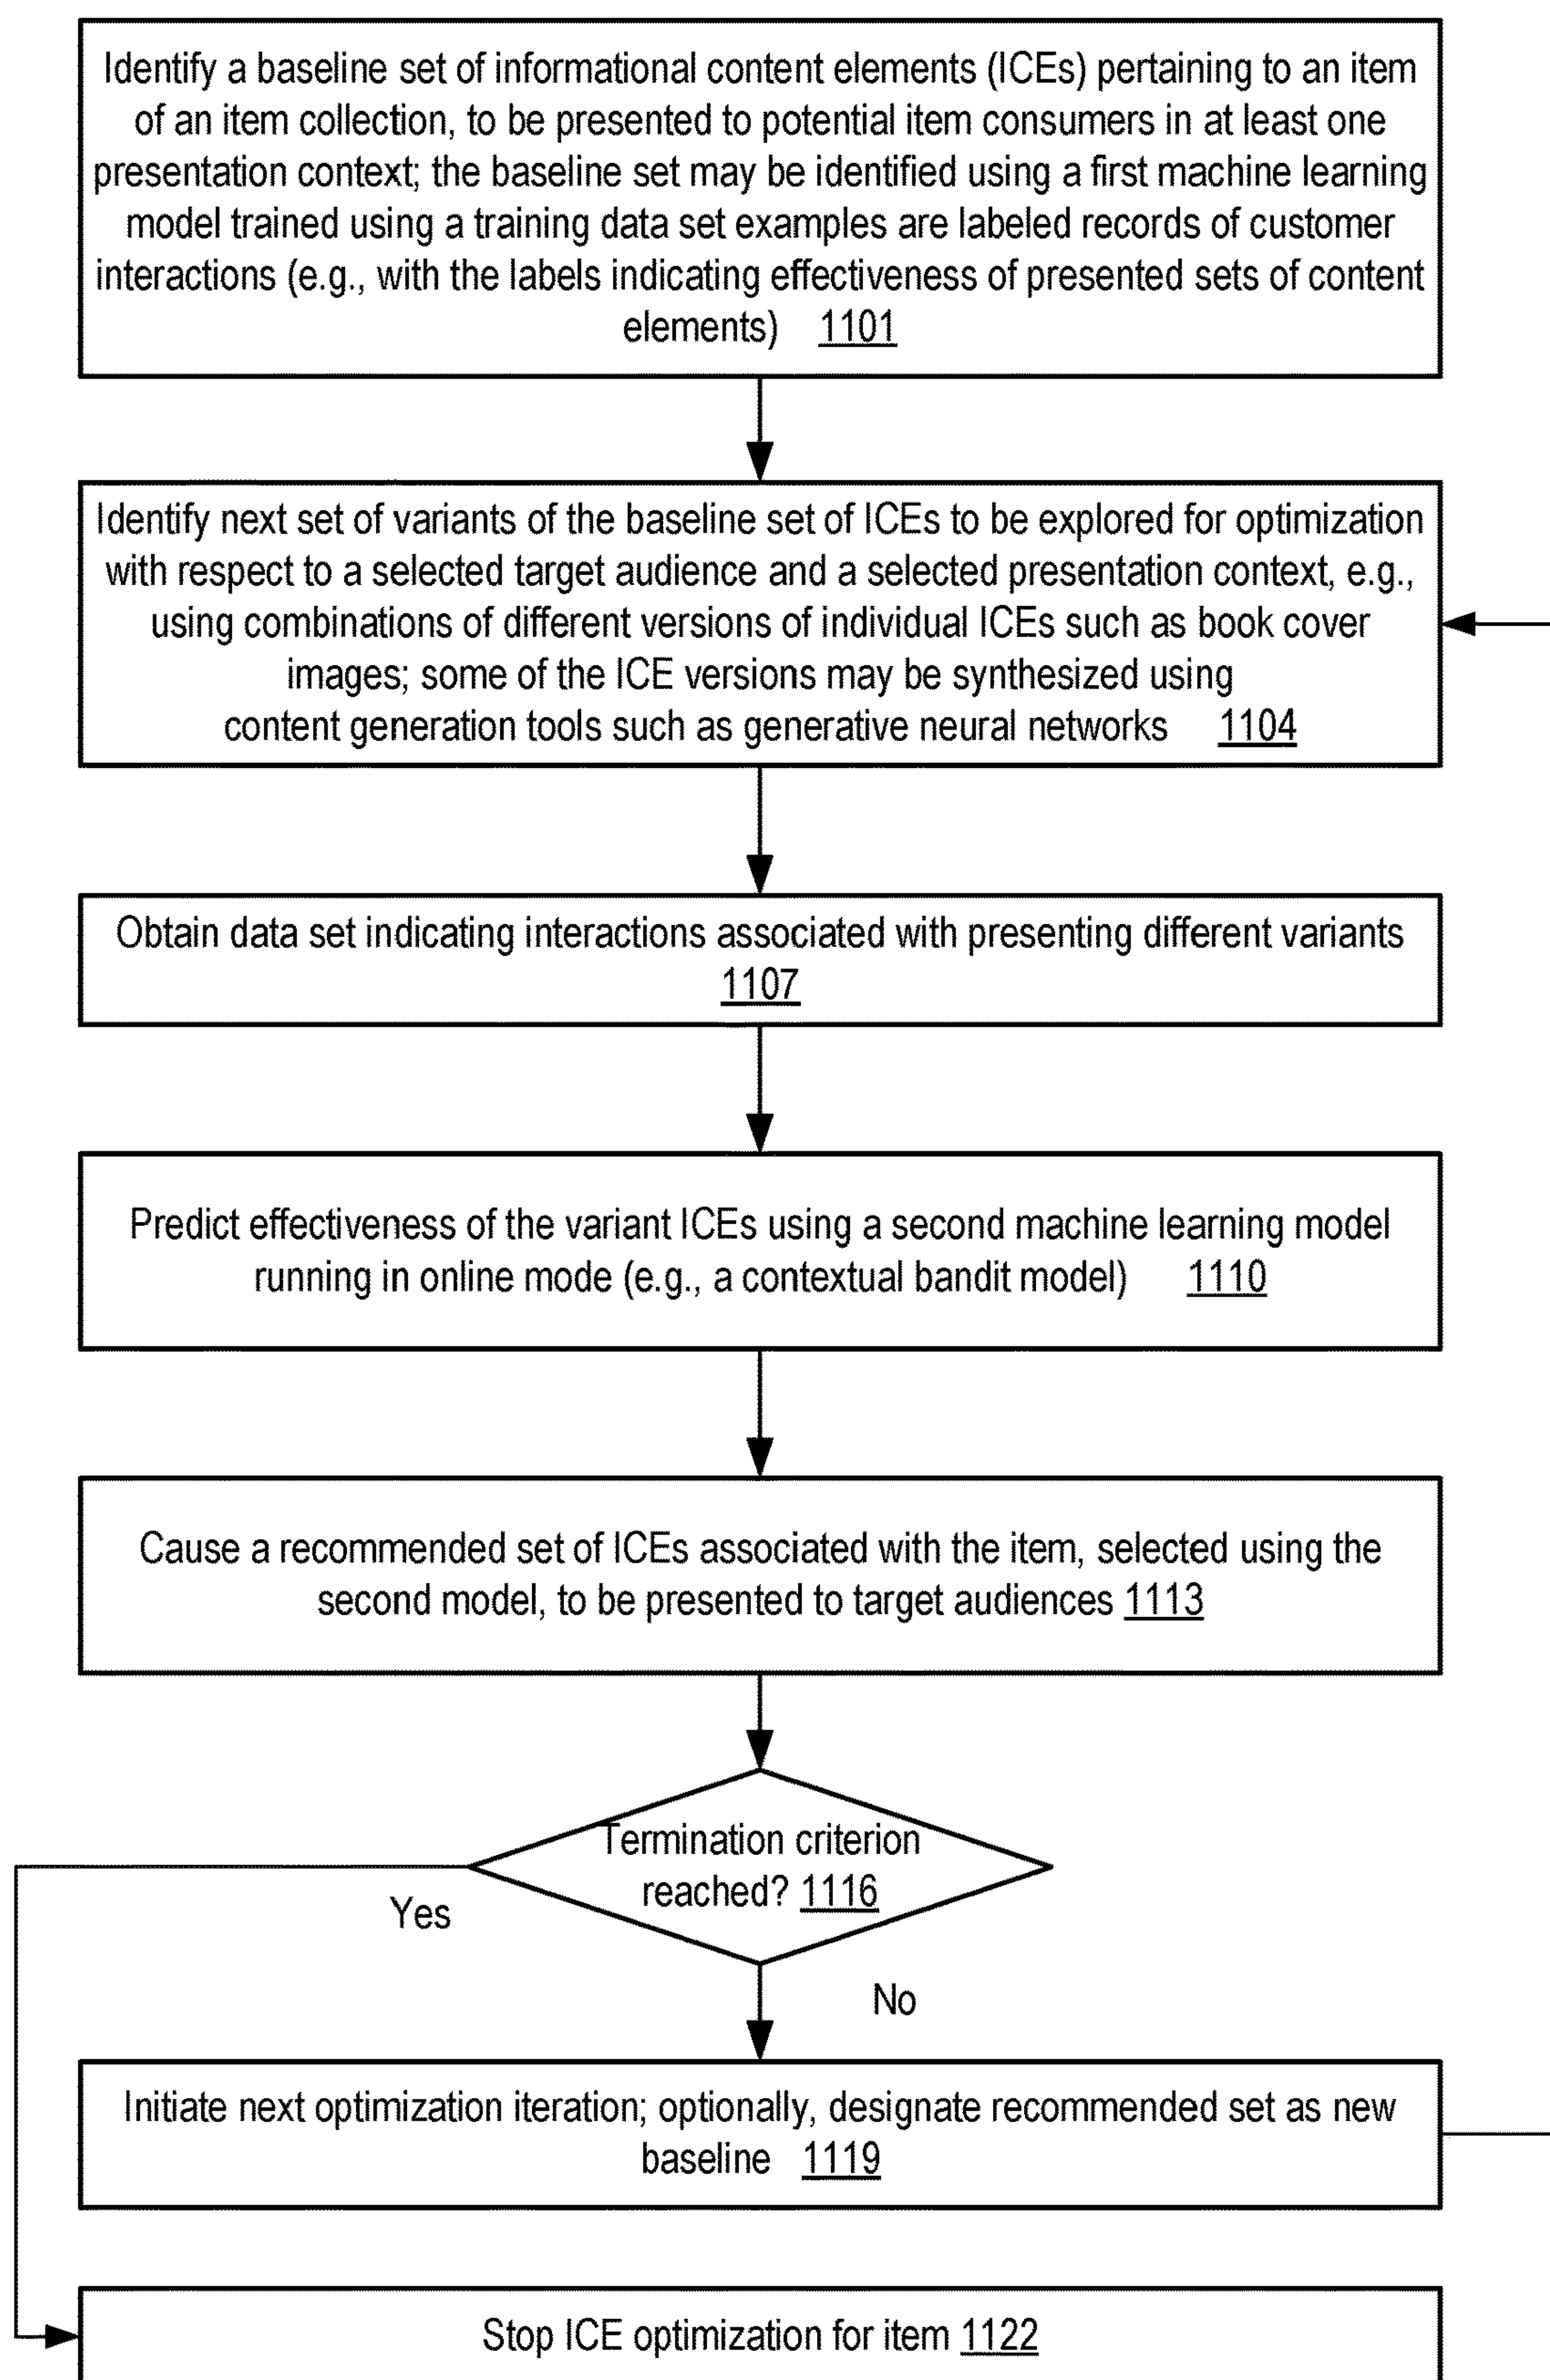 Identify a baseline set of informational content elements (ICEs) pertaining to an item
of an item collection, to be presented to potential item consumers in at least one
presentation context; the baseline set may be identified using a first machine learning
model trained using a training data set examples are labeled records of customer
interactions (e.g., with the labels indicating effectiveness of presented sets of content
elements) 1101
Identify next set of variants of the baseline set of ICEs to be explored for optimization
with respect to a selected target audience and a selected presentation context, e.g.,
using combinations of different versions of individual ICEs such as book cover
images; some of the ICE versions may be synthesized using
content generation tools such as generative neural networks 1104
Obtain data set indicating interactions associated with presenting different variants
1107
Predict effectiveness of the variant ICEs using a second machine learning model
running in online mode (e.g., a contextual bandit model) 1110
Cause a recommended set of ICEs associated with the item, selected using the
second model, to be presented to target audiences 1113
Termination criterion
reached? 1116
Yes
No
Initiate next optimization iteration; optionally, designate recommended set as new
baseline 1119
Stop ICE optimization for item 1122